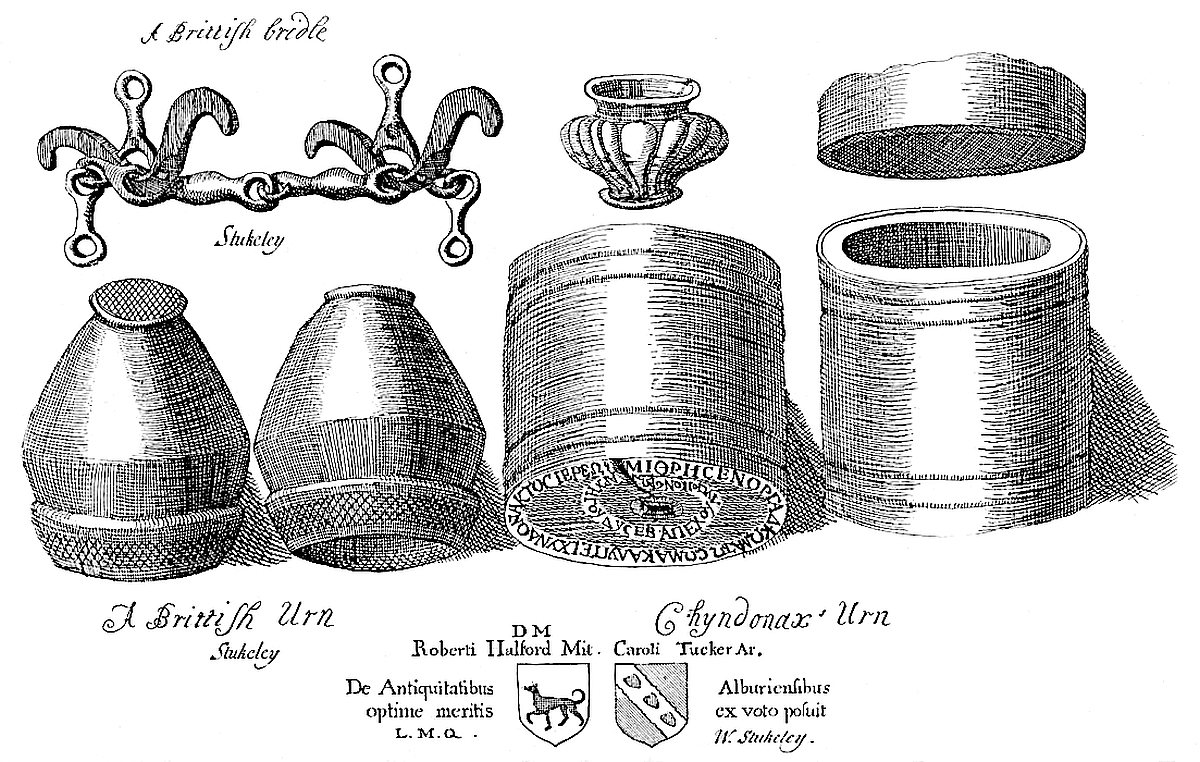 A Brittiſh bridle
Stukeley
A Brittiſh Urn
Stukeley
Chyndonax' Urn
D M
Roberti Halford Mit. Caroli Tucker Ar.
De Antiquitatibus
optime meritis
L. M. Q.
Alburienſibus
ex voto poſuit
W. Stukeley.